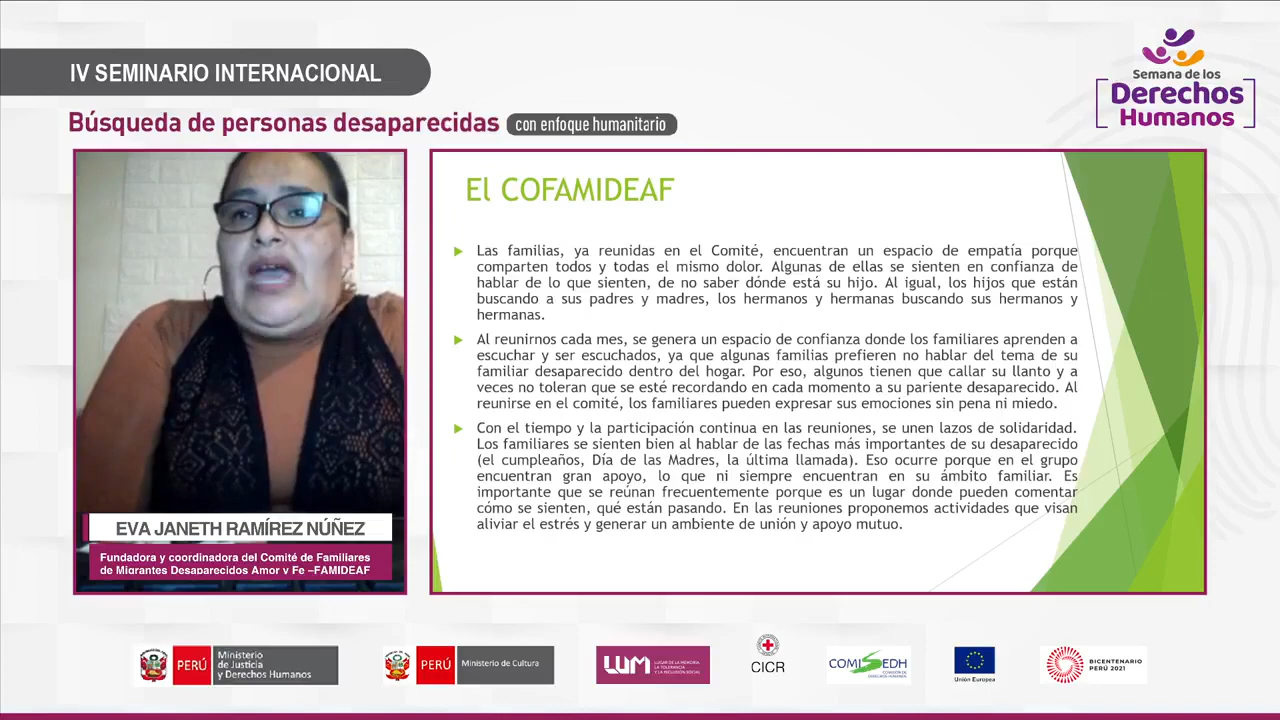 IV SEMINARIO INTERNACIONAL
Búsqueda de personas desaparecidas con enfoque humanitario
Semana de los
Derechos
Humanos
El COFAMIDEAF
Las familias, ya reunidas en el Comité, encuentran un espacio de empatía porque
comparten todos y todas el mismo dolor. Algunas de ellas se sienten en confianza de
hablar de lo que sienten, de no saber dónde está su hijo. Al igual, los hijos que están
buscando a sus padres y madres, los hermanos y hermanas buscando sus hermanos y
hermanas.
Al reunirnos cada mes, se genera un espacio de confianza donde los familiares aprenden a
escuchar y ser escuchados, ya que algunas familias prefieren no hablar del tema de su
familiar desaparecido dentro del hogar. Por eso, algunos tienen que callar su llanto y a
veces no toleran que se esté recordando en cada momento a su pariente desaparecido. Al
reunirse en el comité, los familiares pueden expresar sus emociones sin pena ni miedo.
Con el tiempo y la participación continua en las reuniones, se unen lazos de solidaridad.
Los familiares se sienten bien al hablar de las fechas más importantes de su desaparecido
(el cumpleaños, Día de las Madres, la última llamada). Eso ocurre porque en el grupo
encuentran gran apoyo, lo que ni siempre encuentran en su ámbito familiar. Es
importante que se reúnan frecuentemente porque es un lugar donde pueden comentar
cómo se sienten, qué están pasando. En las reuniones proponemos actividades que visan
aliviar el estrés y generar un ambiente de unión y apoyo mutuo.
EVA JANETH RAMÍREZ NÚÑEZ
Fundadora y coordinadora del Comité de Familiares
de Migrantes Desaparecidos Amor y Fe –FAMIDEAF
PERÚ
Ministerio
de Justicia
y Derechos Humanos
PERÚ
Ministerio de Cultura
LUM
LUGAR DE LA MEMORIA,
LA TOLERANCIA
Y LA INCLUSIÓN SOCIAL
CICR
COMISEDH
Unión Europea
BICENTENARIO
PERÚ 2021